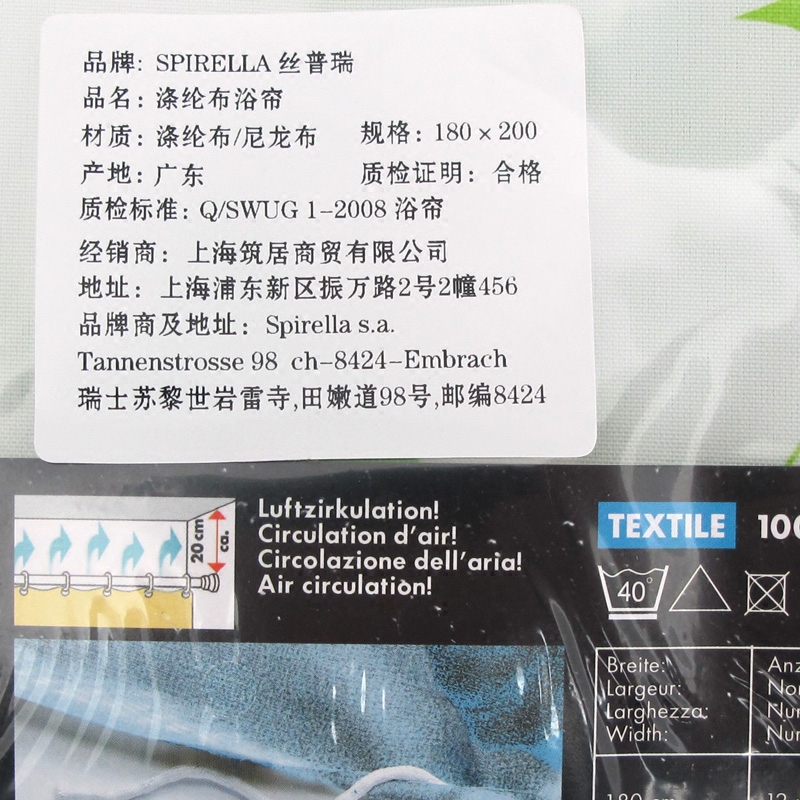 品牌: SPIRELLA 丝普瑞
品名: 涤纶布浴帘
材质: 涤纶布/尼龙布 规格: 180×200
产地: 广东 质检证明: 合格
质检标准: Q/SWUG 1-2008 浴帘
经销商: 上海筑居商贸有限公司
地址: 上海浦东新区振万路2号2幢456
品牌商及地址: Spirella s.a.
Tannenstrosse 98 ch-8424-Embrach
瑞士苏黎世岩雷寺,田嫩道98号,邮编8424
20 cm
ca.
Luftzirkulation!
Circulation d'air!
Circolazione dell'aria!
Air circulation!
TEXTILE
40°
Breite:
Largeur:
Larghezza:
Width: